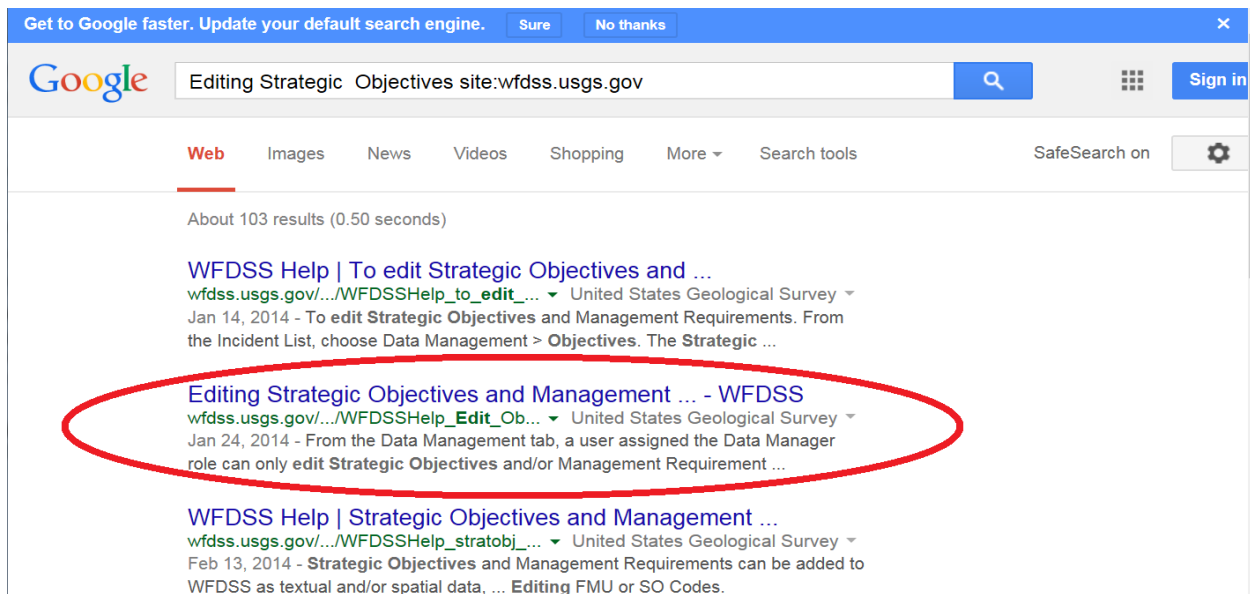 Get to Google faster. Update your default search engine. Sure No thanks ×
Google Editing Strategic  Objectives site:wfdss.usgs.gov Sign in
Web Images News Videos Shopping More Search tools SafeSearch on
About 103 results (0.50 seconds)
WFDSS Help | To edit Strategic Objectives and ...
wfdss.usgs.gov/.../WFDSSHelp_to_edit_... United States Geological Survey
Jan 14, 2014 - To edit Strategic Objectives and Management Requirements. From
the Incident List, choose Data Management > Objectives. The Strategic ...
Editing Strategic Objectives and Management ... - WFDSS
wfdss.usgs.gov/.../WFDSSHelp_Edit_Ob... United States Geological Survey
Jan 24, 2014 - From the Data Management tab, a user assigned the Data Manager
role can only edit Strategic Objectives and/or Management Requirement ...
WFDSS Help | Strategic Objectives and Management ...
wfdss.usgs.gov/.../WFDSSHelp_stratobj_... United States Geological Survey
Feb 13, 2014 - Strategic Objectives and Management Requirements can be added to
WFDSS as textual and/or spatial data, ... Editing FMU or SO Codes.